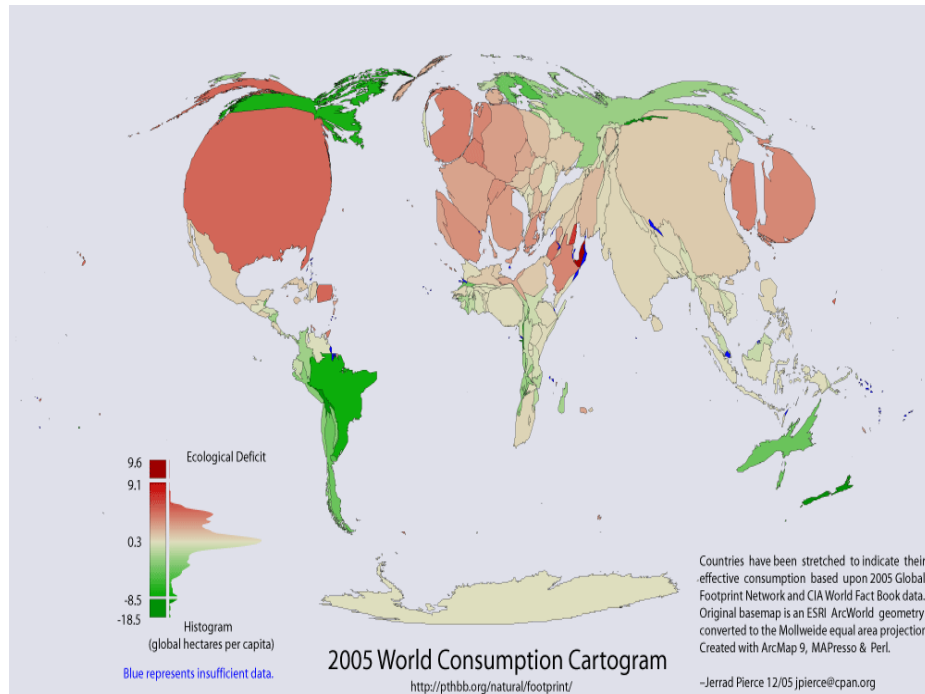 Ecological Deficit
9.6
9.1
0.3
-8.5
-18.5
Histogram
(global hectares per capita)
Blue represents insufficient data.
2005 World Consumption Cartogram
http://pthbb.org/natural/footprint/
Countries have been stretched to indicate their
effective consumption based upon 2005 Global
Footprint Network and CIA World Fact Book data.
Original basemap is an ESRI ArcWorld geometry
converted to the Mollweide equal area projection
Created with ArcMap 9, MAPresso & Perl.
–Jerrad Pierce 12/05 jpierce@cpan.org